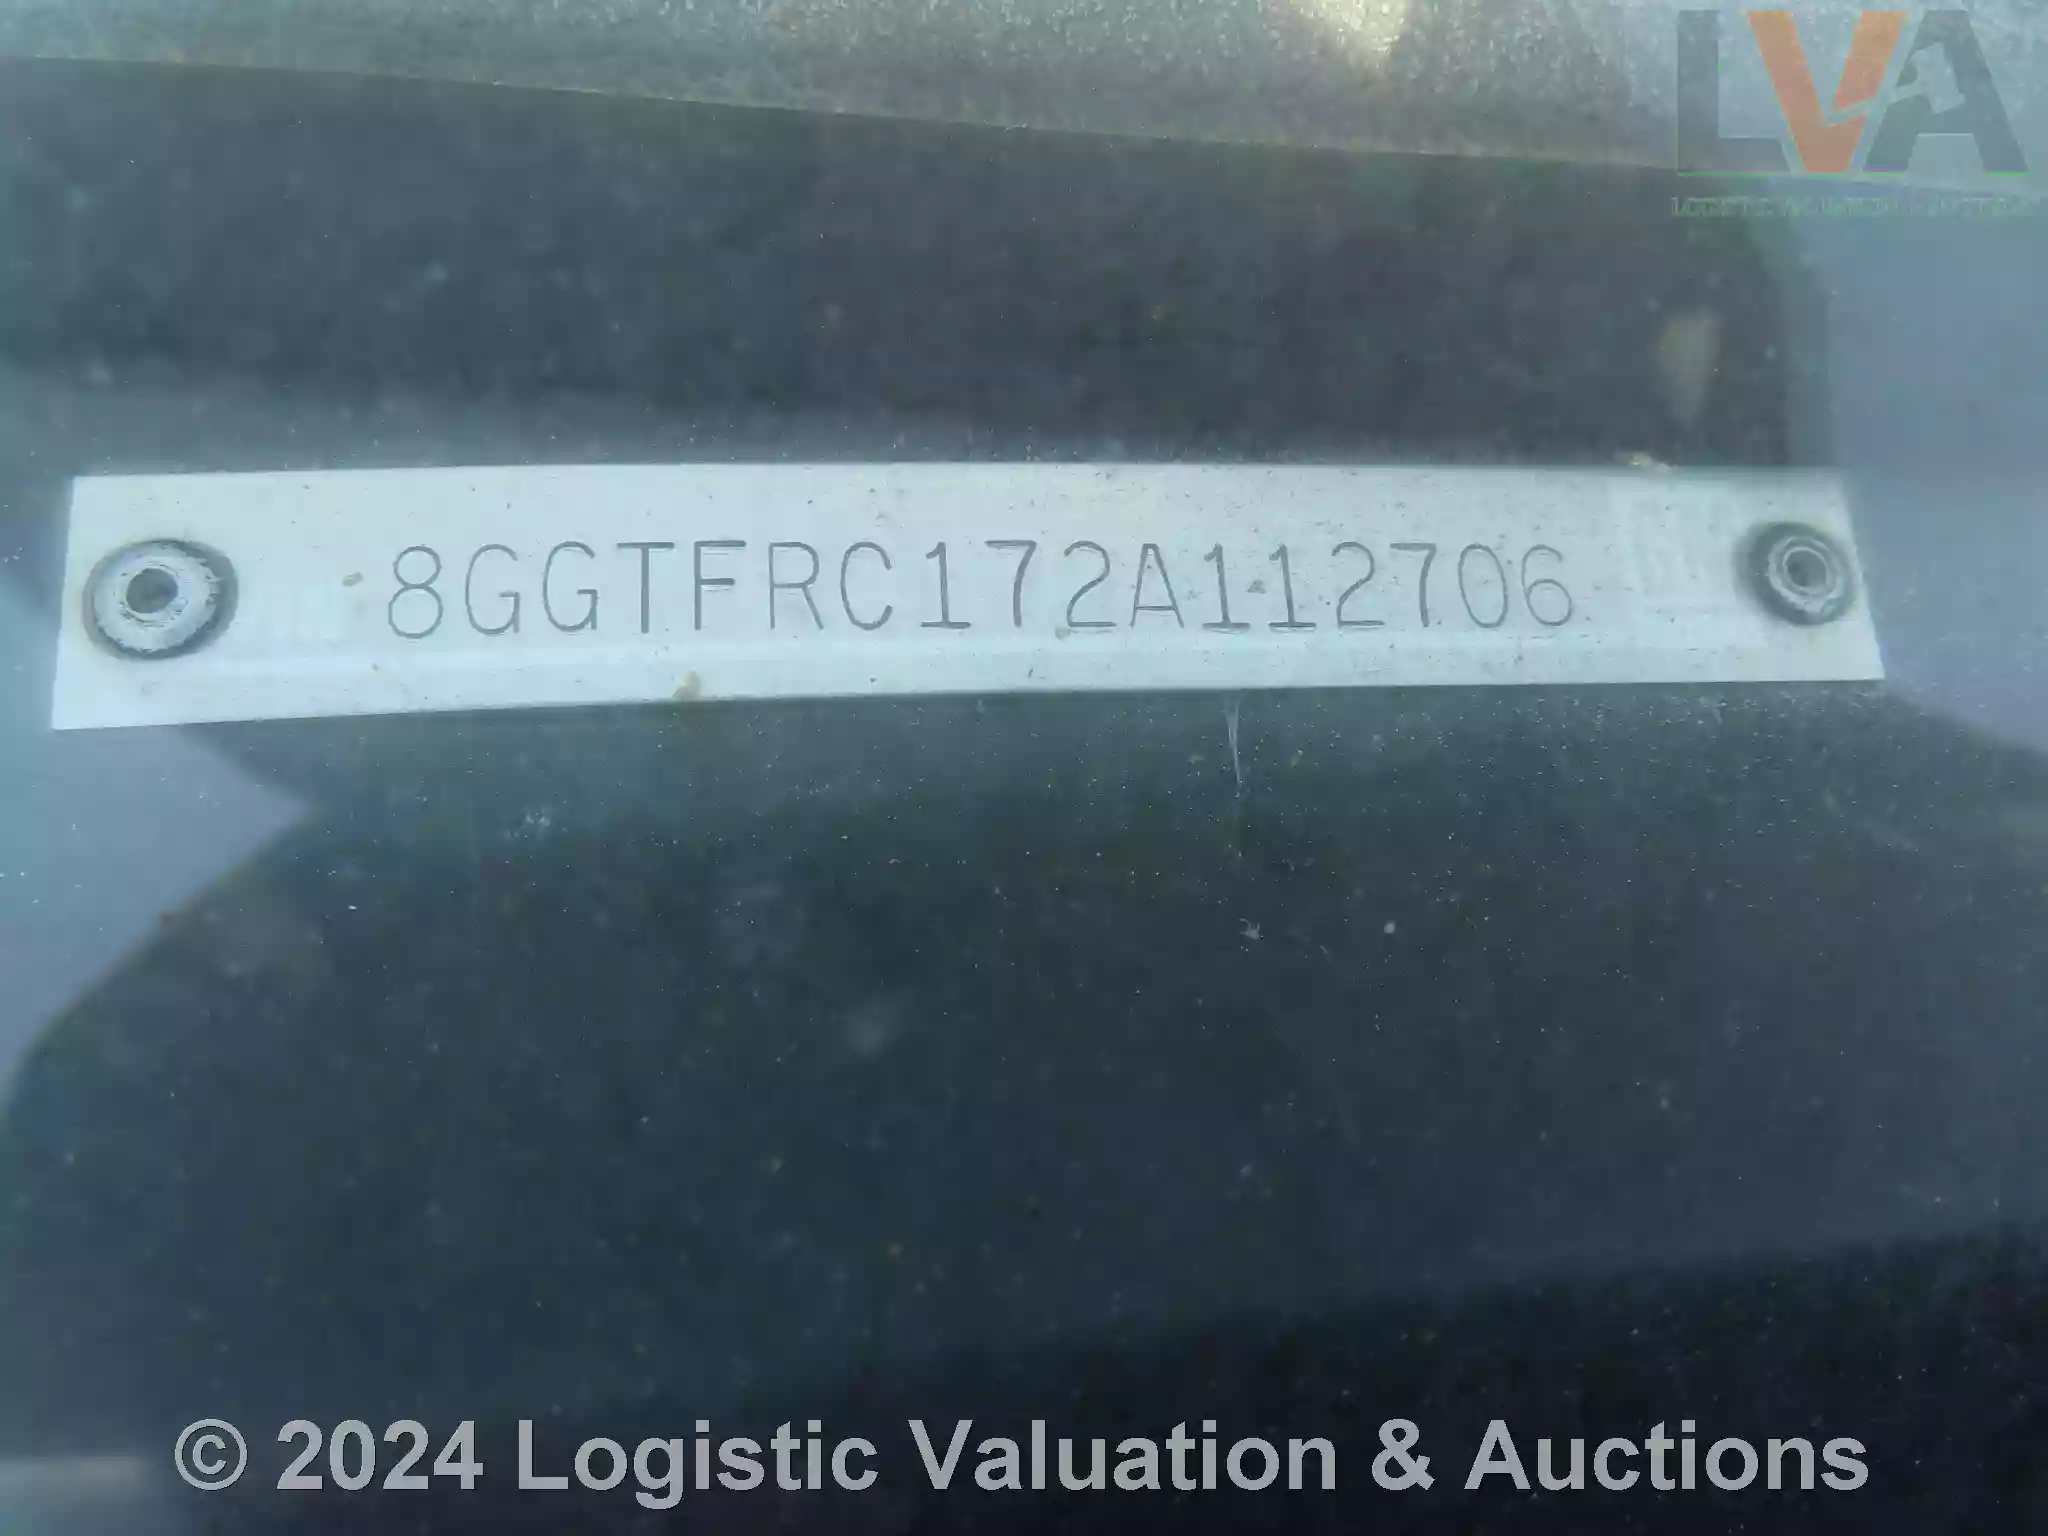 LVA
8GGTFRC172A112706
© 2024 Logistic Valuation & Auctions